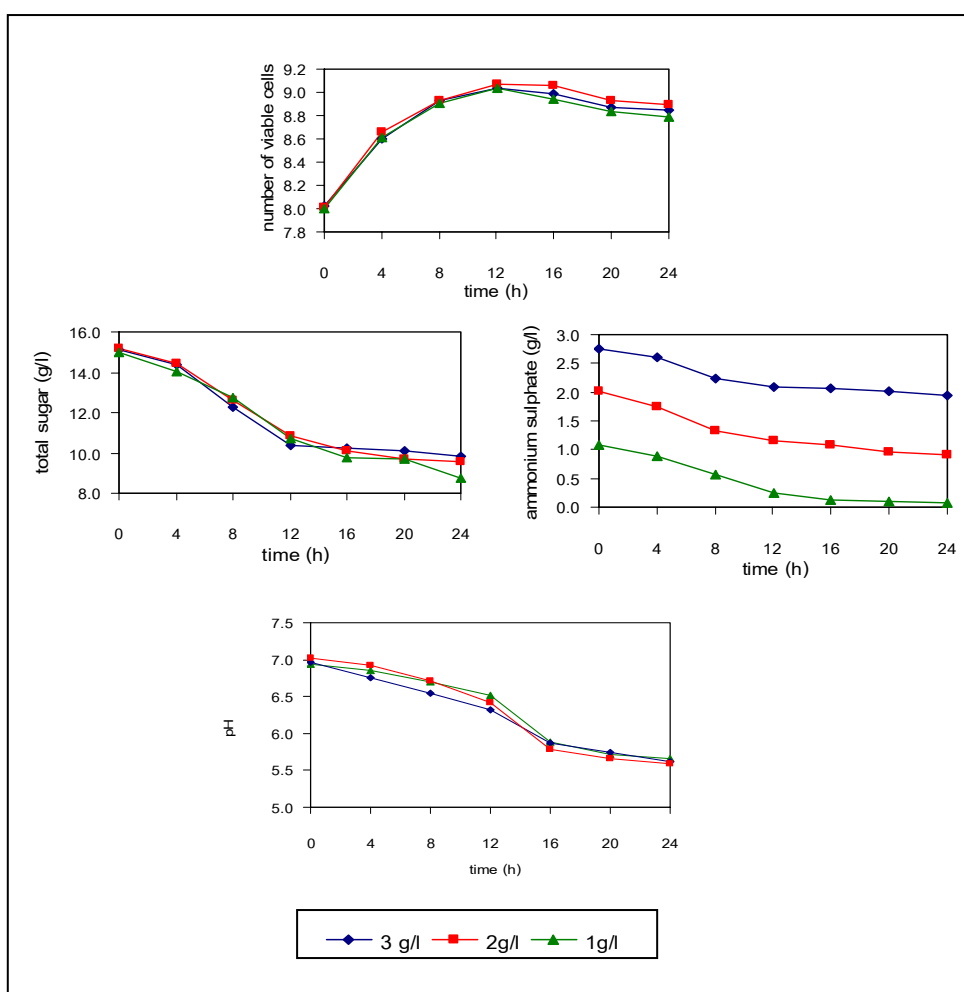 number of viable cells
9.2
9.0
8.8
8.6
8.4
8.2
8.0
7.8
0 4 8 12 16 20 24
time (h)
total sugar (g/l)
16.0
14.0
12.0
10.0
8.0
0 4 8 12 16 20 24
time (h)
ammonium sulphate (g/l)
3.0
2.5
2.0
1.5
1.0
0.5
0.0
0 4 8 12 16 20 24
time (h)
pH
7.5
7.0
6.5
6.0
5.5
5.0
0 4 8 12 16 20 24
time (h)
3 g/l 2g/l 1g/l